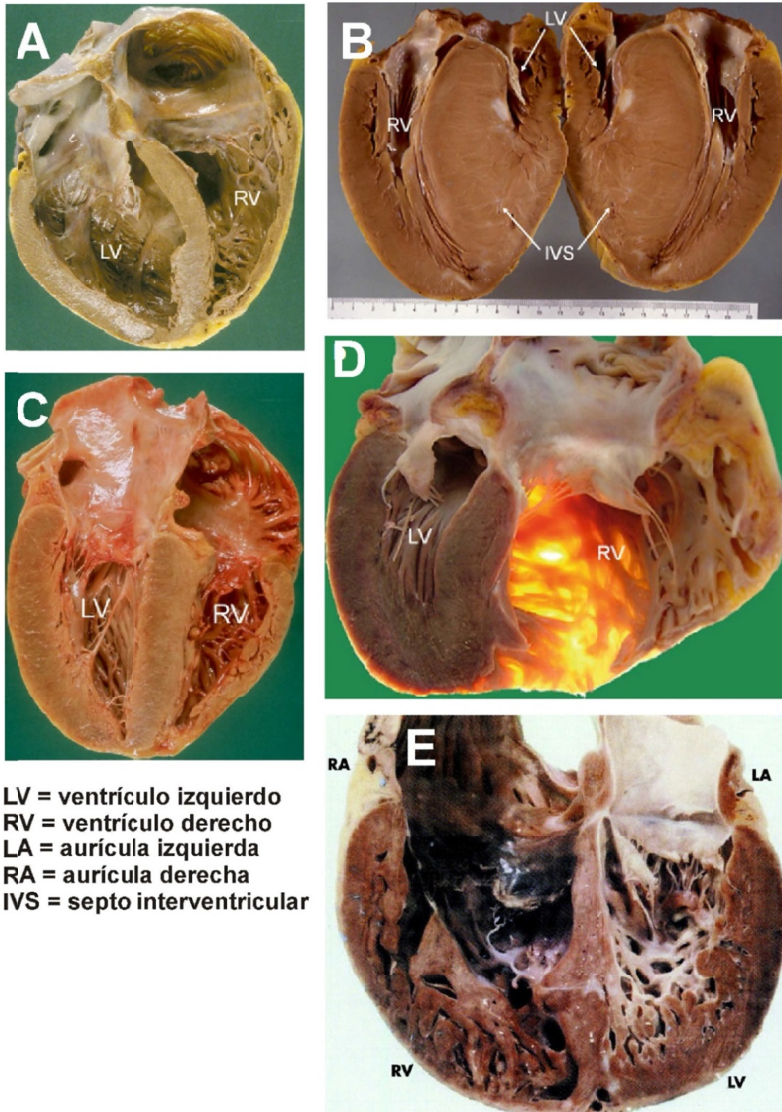 A
LV
RV
B
LV
RV
RV
IVS
C
LV
RV
D
LV
RV
LV = ventrículo izquierdo
RV = ventrículo derecho
LA = aurícula izquierda
RA = aurícula derecha
IVS = septo interventricular
E
RA
LA
RV
LV